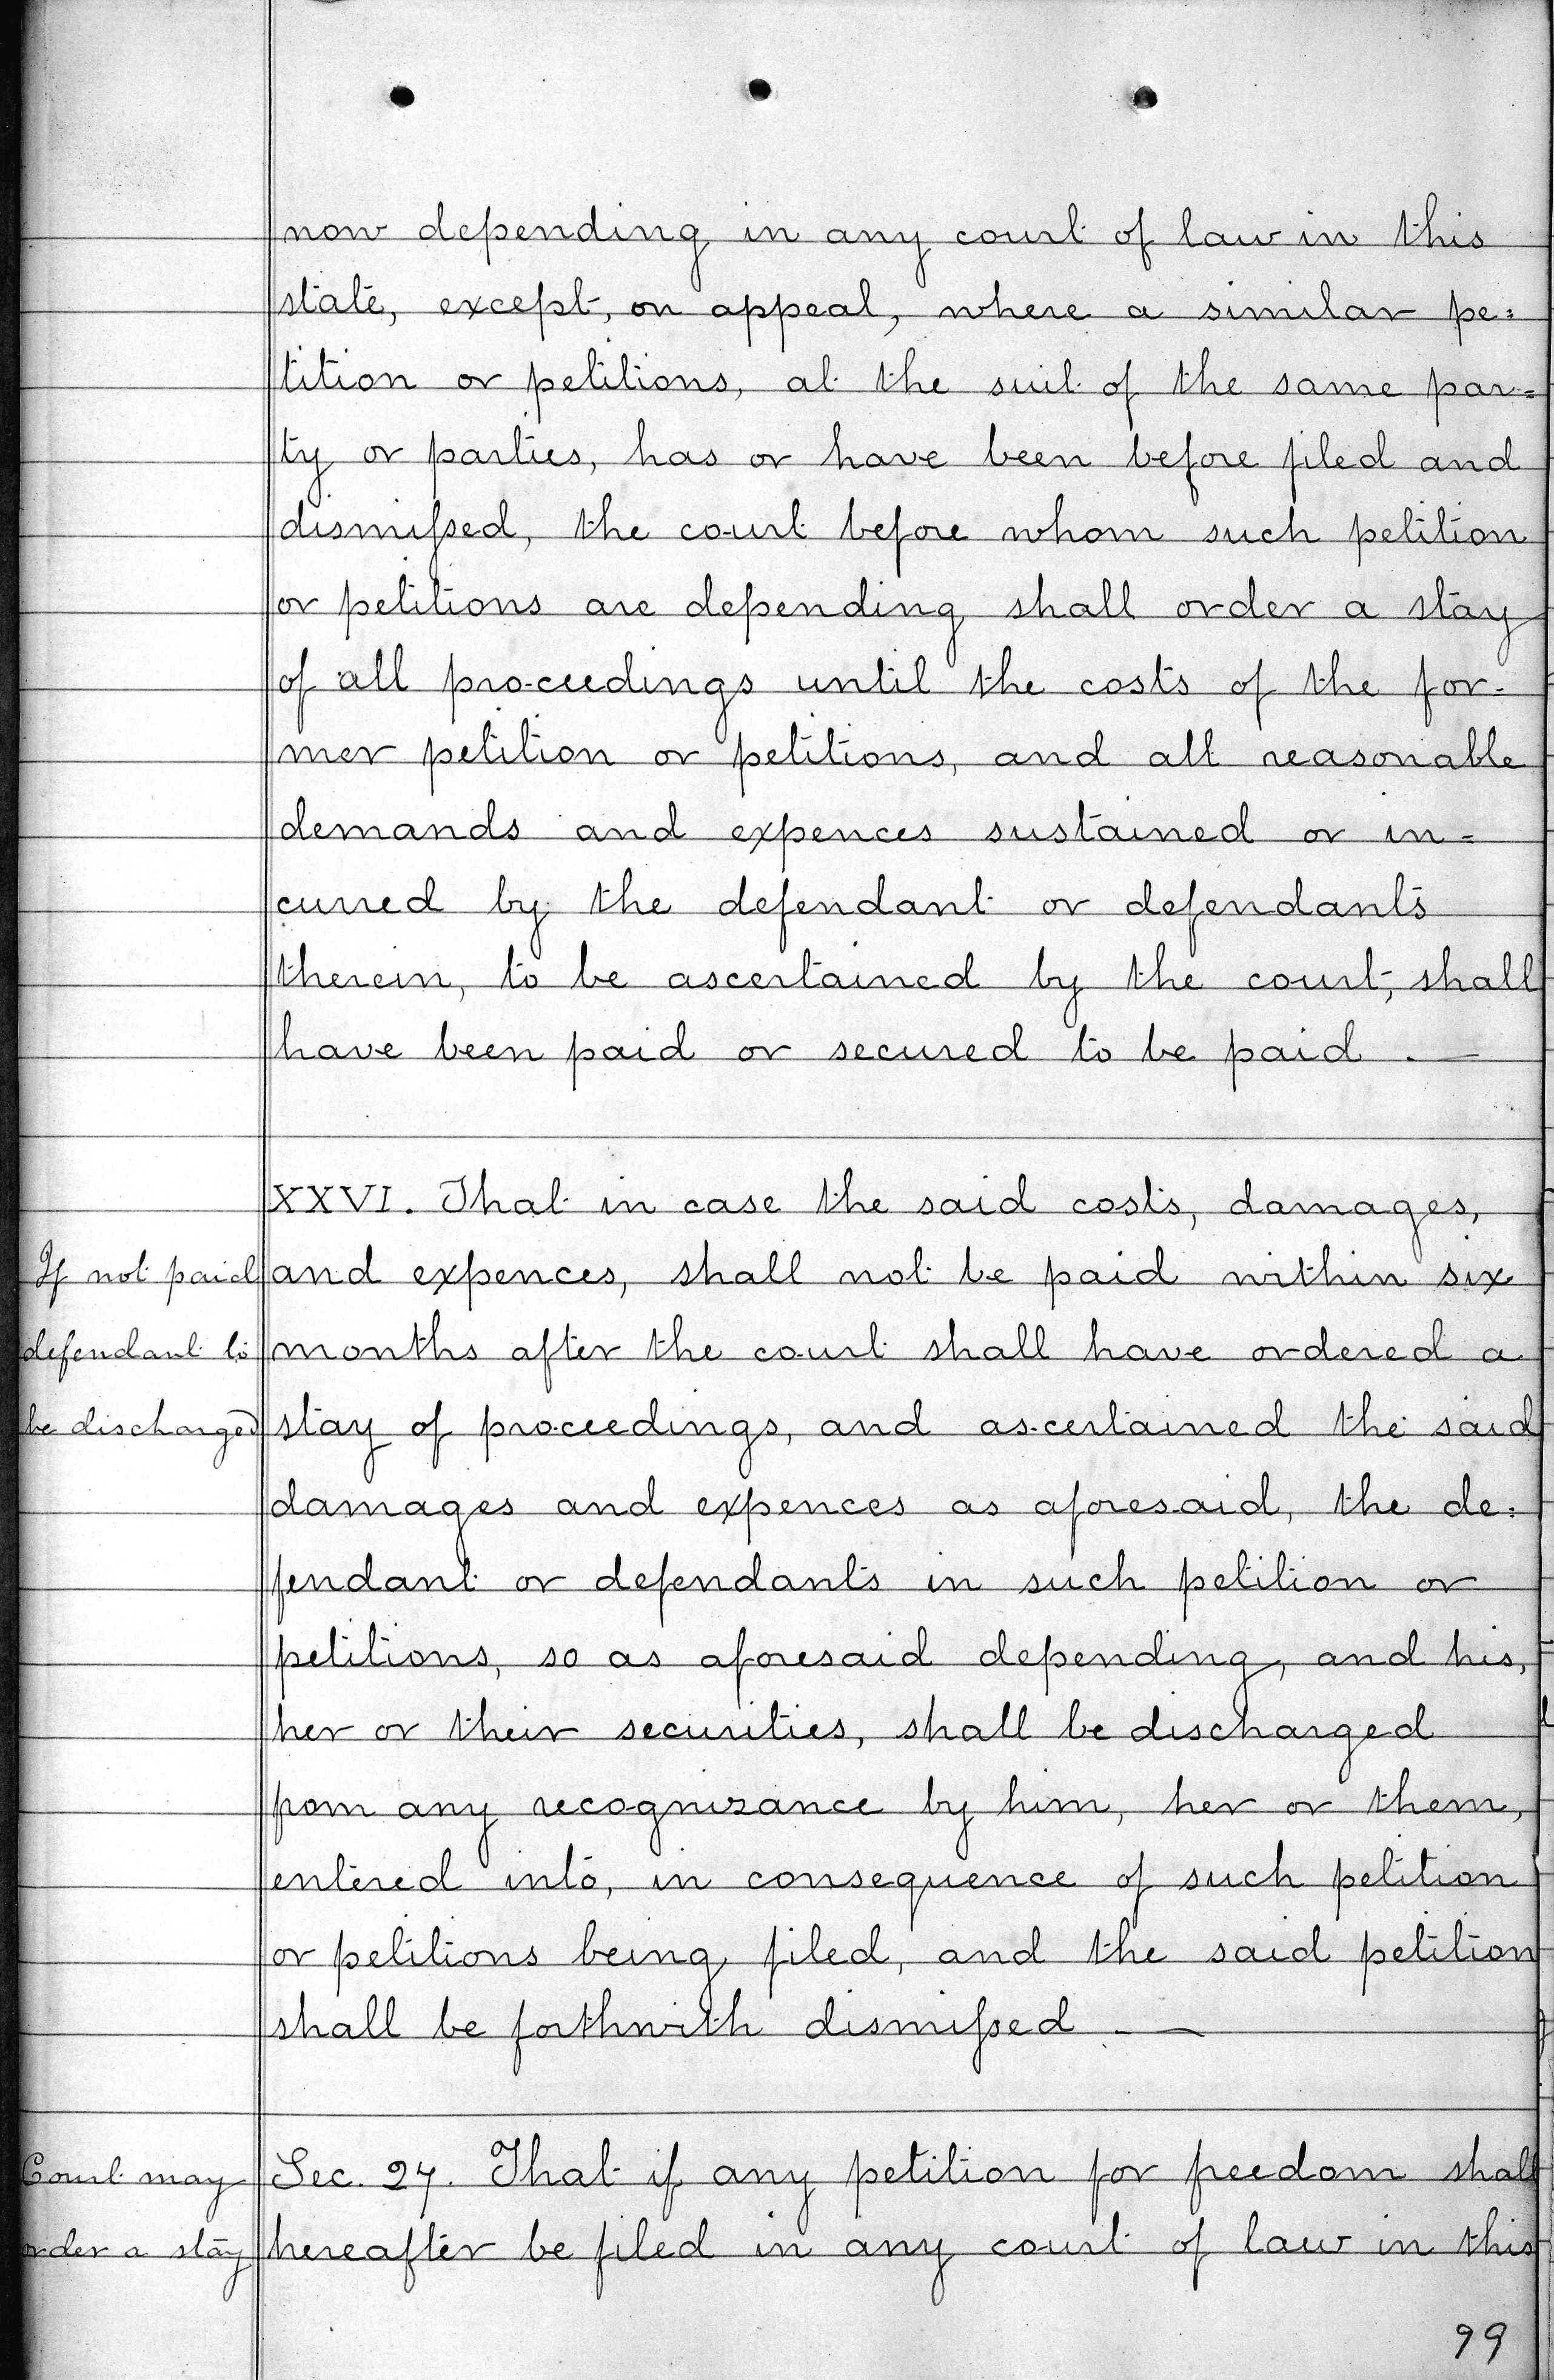 now depending in any court of law in this
state, except, on appeal, where a similar pe=
tition or petitions, at the suit of the same par=
ty or parties, has or have been before filed and
dismiſsed, the court before whom such petition
or petitions are depending shall order a stay
of all proceedings until the costs of the for=
mer petition or petitions, and all reasonable
demands and expences sustained or in=
curred by the defendant or defendants
therein, to be ascertained by the court, shall
have been paid or secured to be paid. —
XXVI. That in case the said costs, damages,
If not paid
defendant to
be discharged
and expences, shall not be paid within six
months after the court shall have ordered a
stay of proceedings, and ascertained the said
damages and expences as aforesaid, the de=
fendant or defendants in such petition or
petitions, so as aforesaid depending, and his,
her or their securities, shall be discharged
from any recognizance by him, her or them,
entered into, in consequence of such petition
or petitions being filed, and the said petition
shall be forthwith dismiſsed. —
Court may
order a stay
Sec. 27. That if any petition for freedom shall
hereafter be filed in any court of law in this
99